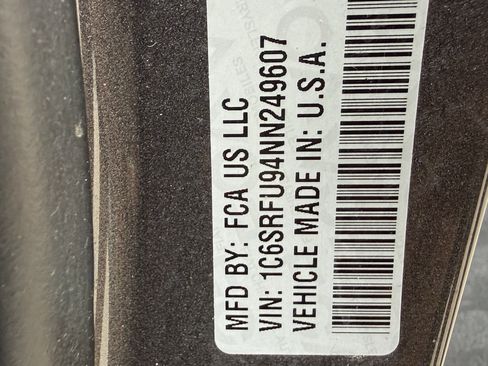 MFD BY: FCA US LLC
VIN: 1C6SRFU94NN249607
VEHICLE MADE IN: U.S.A.